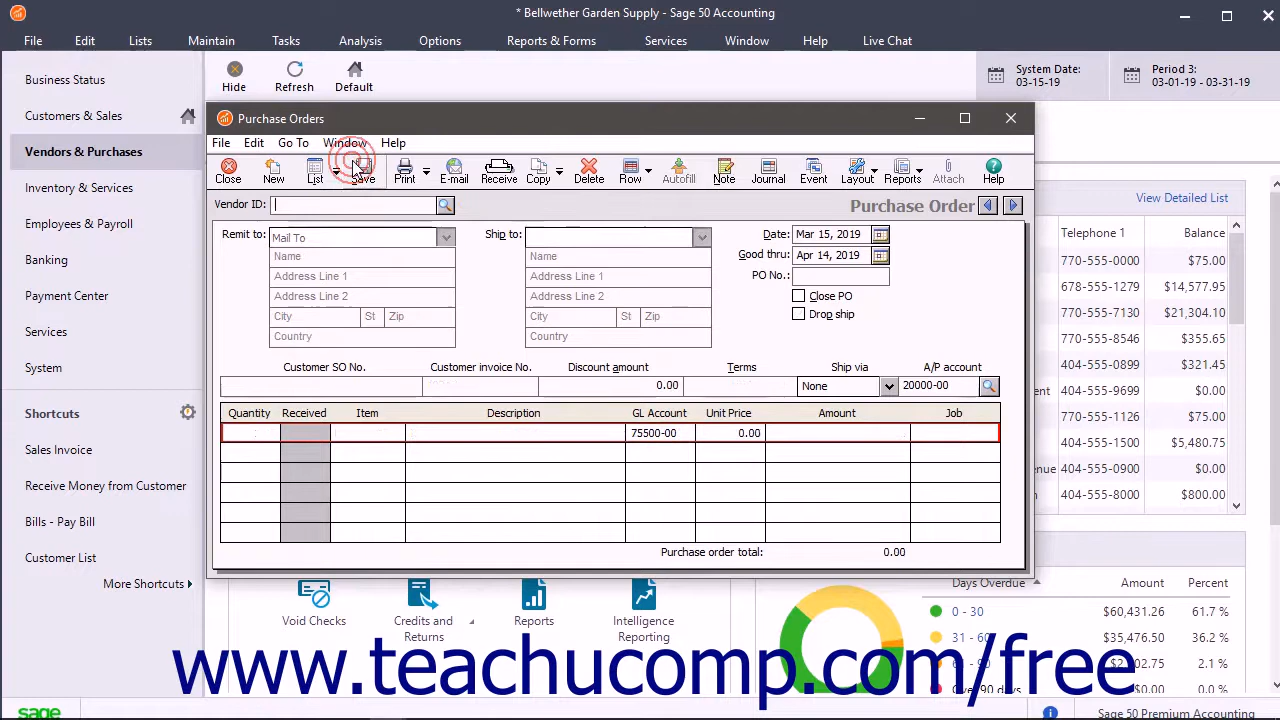 * Bellwether Garden Supply - Sage 50 Accounting
File Edit Lists Maintain Tasks Analysis Options Reports & Forms Services Window Help Live Chat
Business Status
Customers & Sales
Vendors & Purchases
Inventory & Services
Employees & Payroll
Banking
Payment Center
Services
System
Shortcuts
Sales Invoice
Receive Money from Customer
Bills - Pay Bill
Customer List
More Shortcuts
Hide Refresh Default
System Date:
03-15-19
Period 3:
03-01-19 - 03-31-19
Purchase Orders
File Edit Go To Window Help
Close New List Save Print E-mail Receive Copy Delete Row Autofill Note Journal Event Layout Reports Attach Help
Vendor ID:
Purchase Order
Remit to: Mail To
Name
Address Line 1
Address Line 2
City St Zip
Country
Ship to:
Name
Address Line 1
Address Line 2
City St Zip
Country
Date: Mar 15, 2019
Good thru: Apr 14, 2019
PO No.:
Close PO
Drop ship
Customer SO No. Customer invoice No. Discount amount Terms Ship via A/P account
0.00 None 20000-00
Quantity Received Item Description GL Account Unit Price Amount Job
75500-00 0.00
Purchase order total: 0.00
View Detailed List
Telephone 1 Balance
770-555-0000 $75.00
678-555-1279 $14,577.95
770-555-7130 $21,304.10
770-555-8546 $355.65
404-555-0899 $321.45
404-555-9699 $0.00
770-555-1126 $75.00
404-555-1500 $5,480.75
404-555-0900 $0.00
404-555-8000 $800.00
Void Checks
Credits and
Returns
Reports
Intelligence
Reporting
Days Overdue Amount Percent
0 - 30 $60,431.26 61.7 %
31 - 60 $35,476.50 36.2 %
2.1 %
0.0 %
www.teachucomp.com/free
sage
Sage 50 Premium Accounting